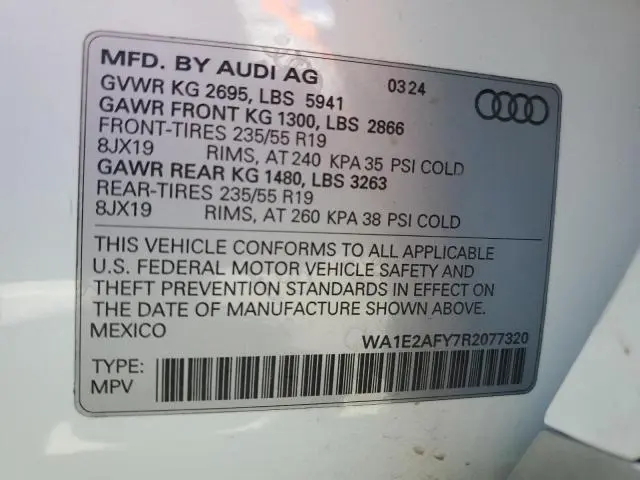 MFD. BY AUDI AG 03 24
GVWR KG 2695, LBS 5941
GAWR FRONT KG 1300, LBS 2866
FRONT-TIRES 235/55 R19
8JX19 RIMS, AT 240 KPA 35 PSI COLD
GAWR REAR KG 1480, LBS 3263
REAR-TIRES 235/55 R19
8JX19 RIMS, AT 260 KPA 38 PSI COLD
THIS VEHICLE CONFORMS TO ALL APPLICABLE
U.S. FEDERAL MOTOR VEHICLE SAFETY AND
THEFT PREVENTION STANDARDS IN EFFECT ON
THE DATE OF MANUFACTURE SHOWN ABOVE.
MEXICO WA1E2AFY7R2077320
TYPE:
MPV